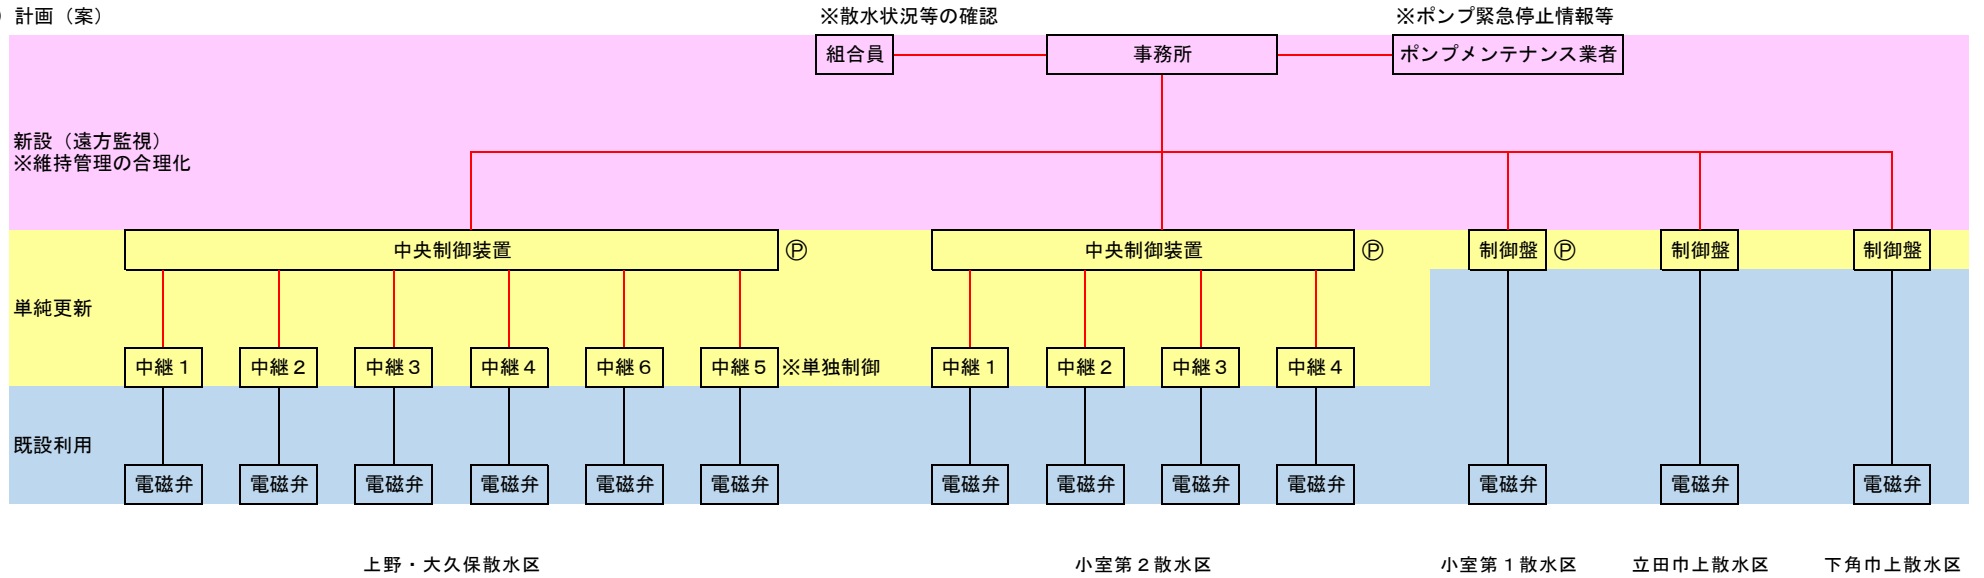 ）計画（案）
※散水状況等の確認
※ポンプ緊急停止情報等
組合員
事務所
ポンプメンテナンス業者
新設（遠方監視）
※維持管理の合理化
中央制御装置
Ⓟ
中央制御装置
Ⓟ
制御盤
Ⓟ
制御盤
制御盤
単純更新
中継１
中継２
中継３
中継４
中継６
中継５
※単独制御
中継１
中継２
中継３
中継４
既設利用
電磁弁
電磁弁
電磁弁
電磁弁
電磁弁
電磁弁
電磁弁
電磁弁
電磁弁
電磁弁
電磁弁
電磁弁
電磁弁
上野・大久保散水区
小室第２散水区
小室第１散水区
立田巾上散水区
下角巾上散水区